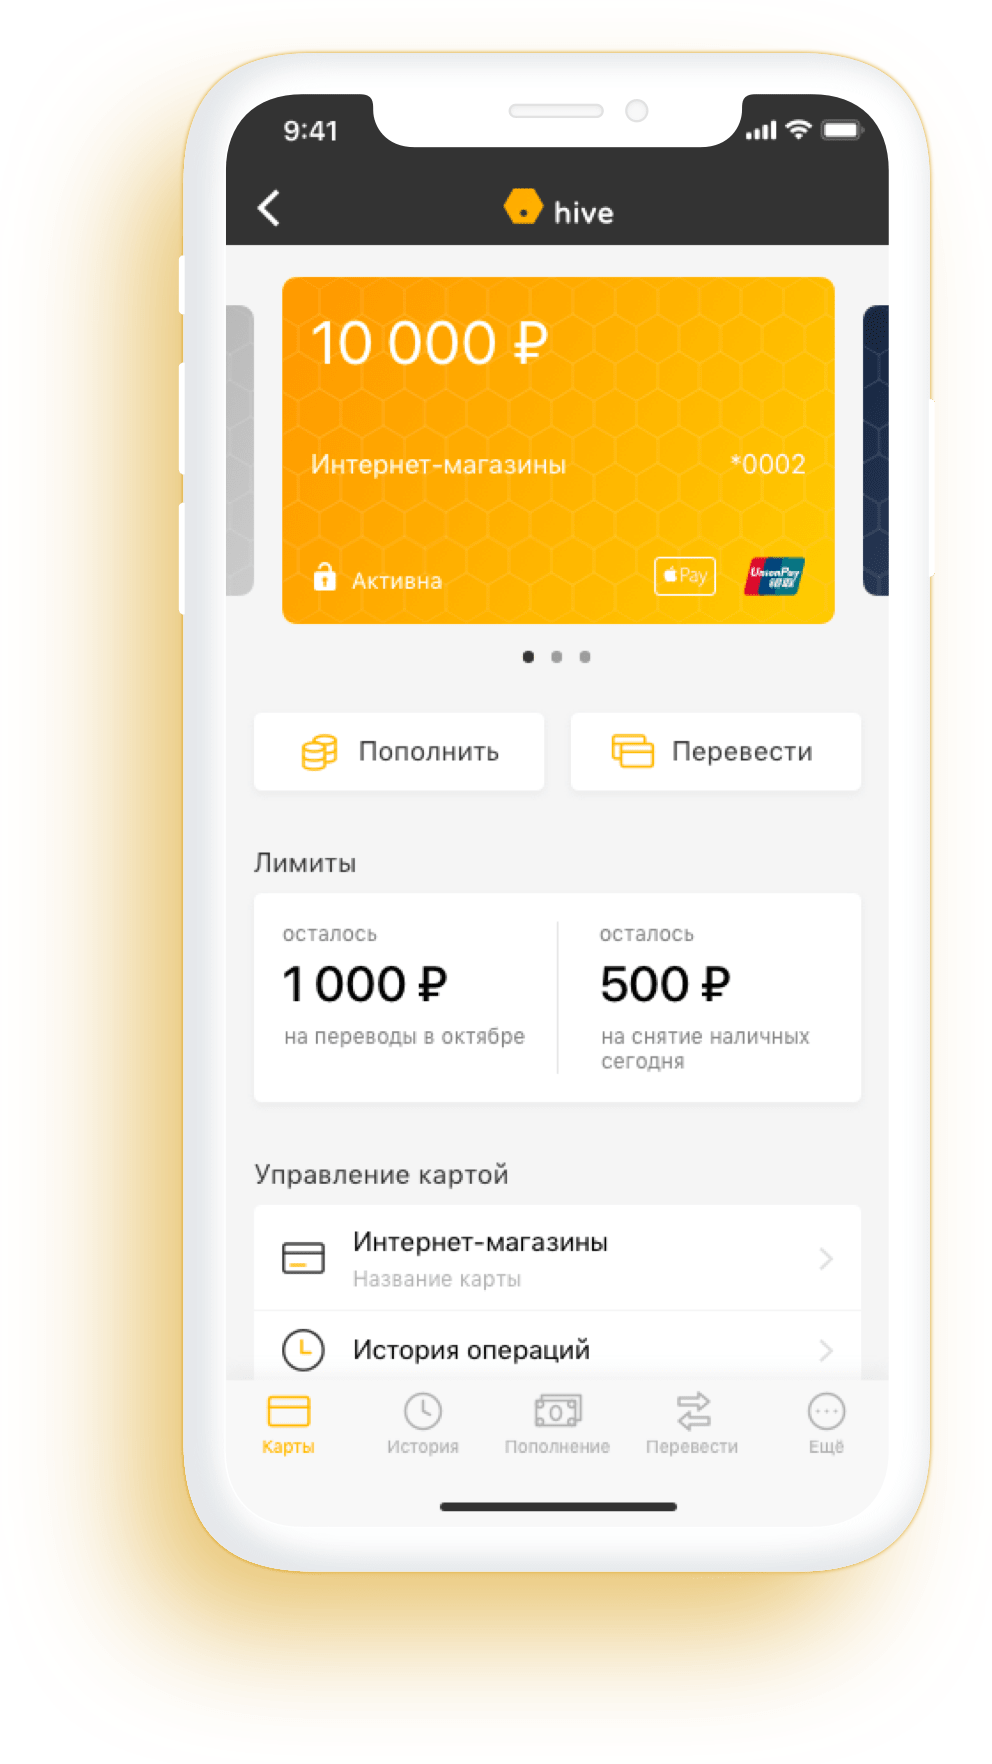 9:41
hive
10 000 ₽
Интернет-магазины *0002
Активна Pay UnionPay 银联
Пополнить Перевести
Лимиты
осталось осталось
1 000 ₽ 500 ₽
на переводы в октябре на снятие наличных
сегодня
Управление картой
Интернет-магазины
Название карты
История операций
Карты История Пополнение Перевести Ещё